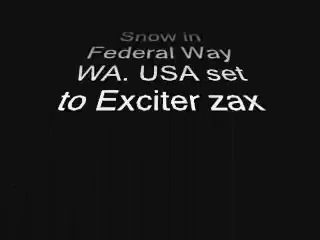 Snow in
Federal Way
WA. USA set
to Exciter zax